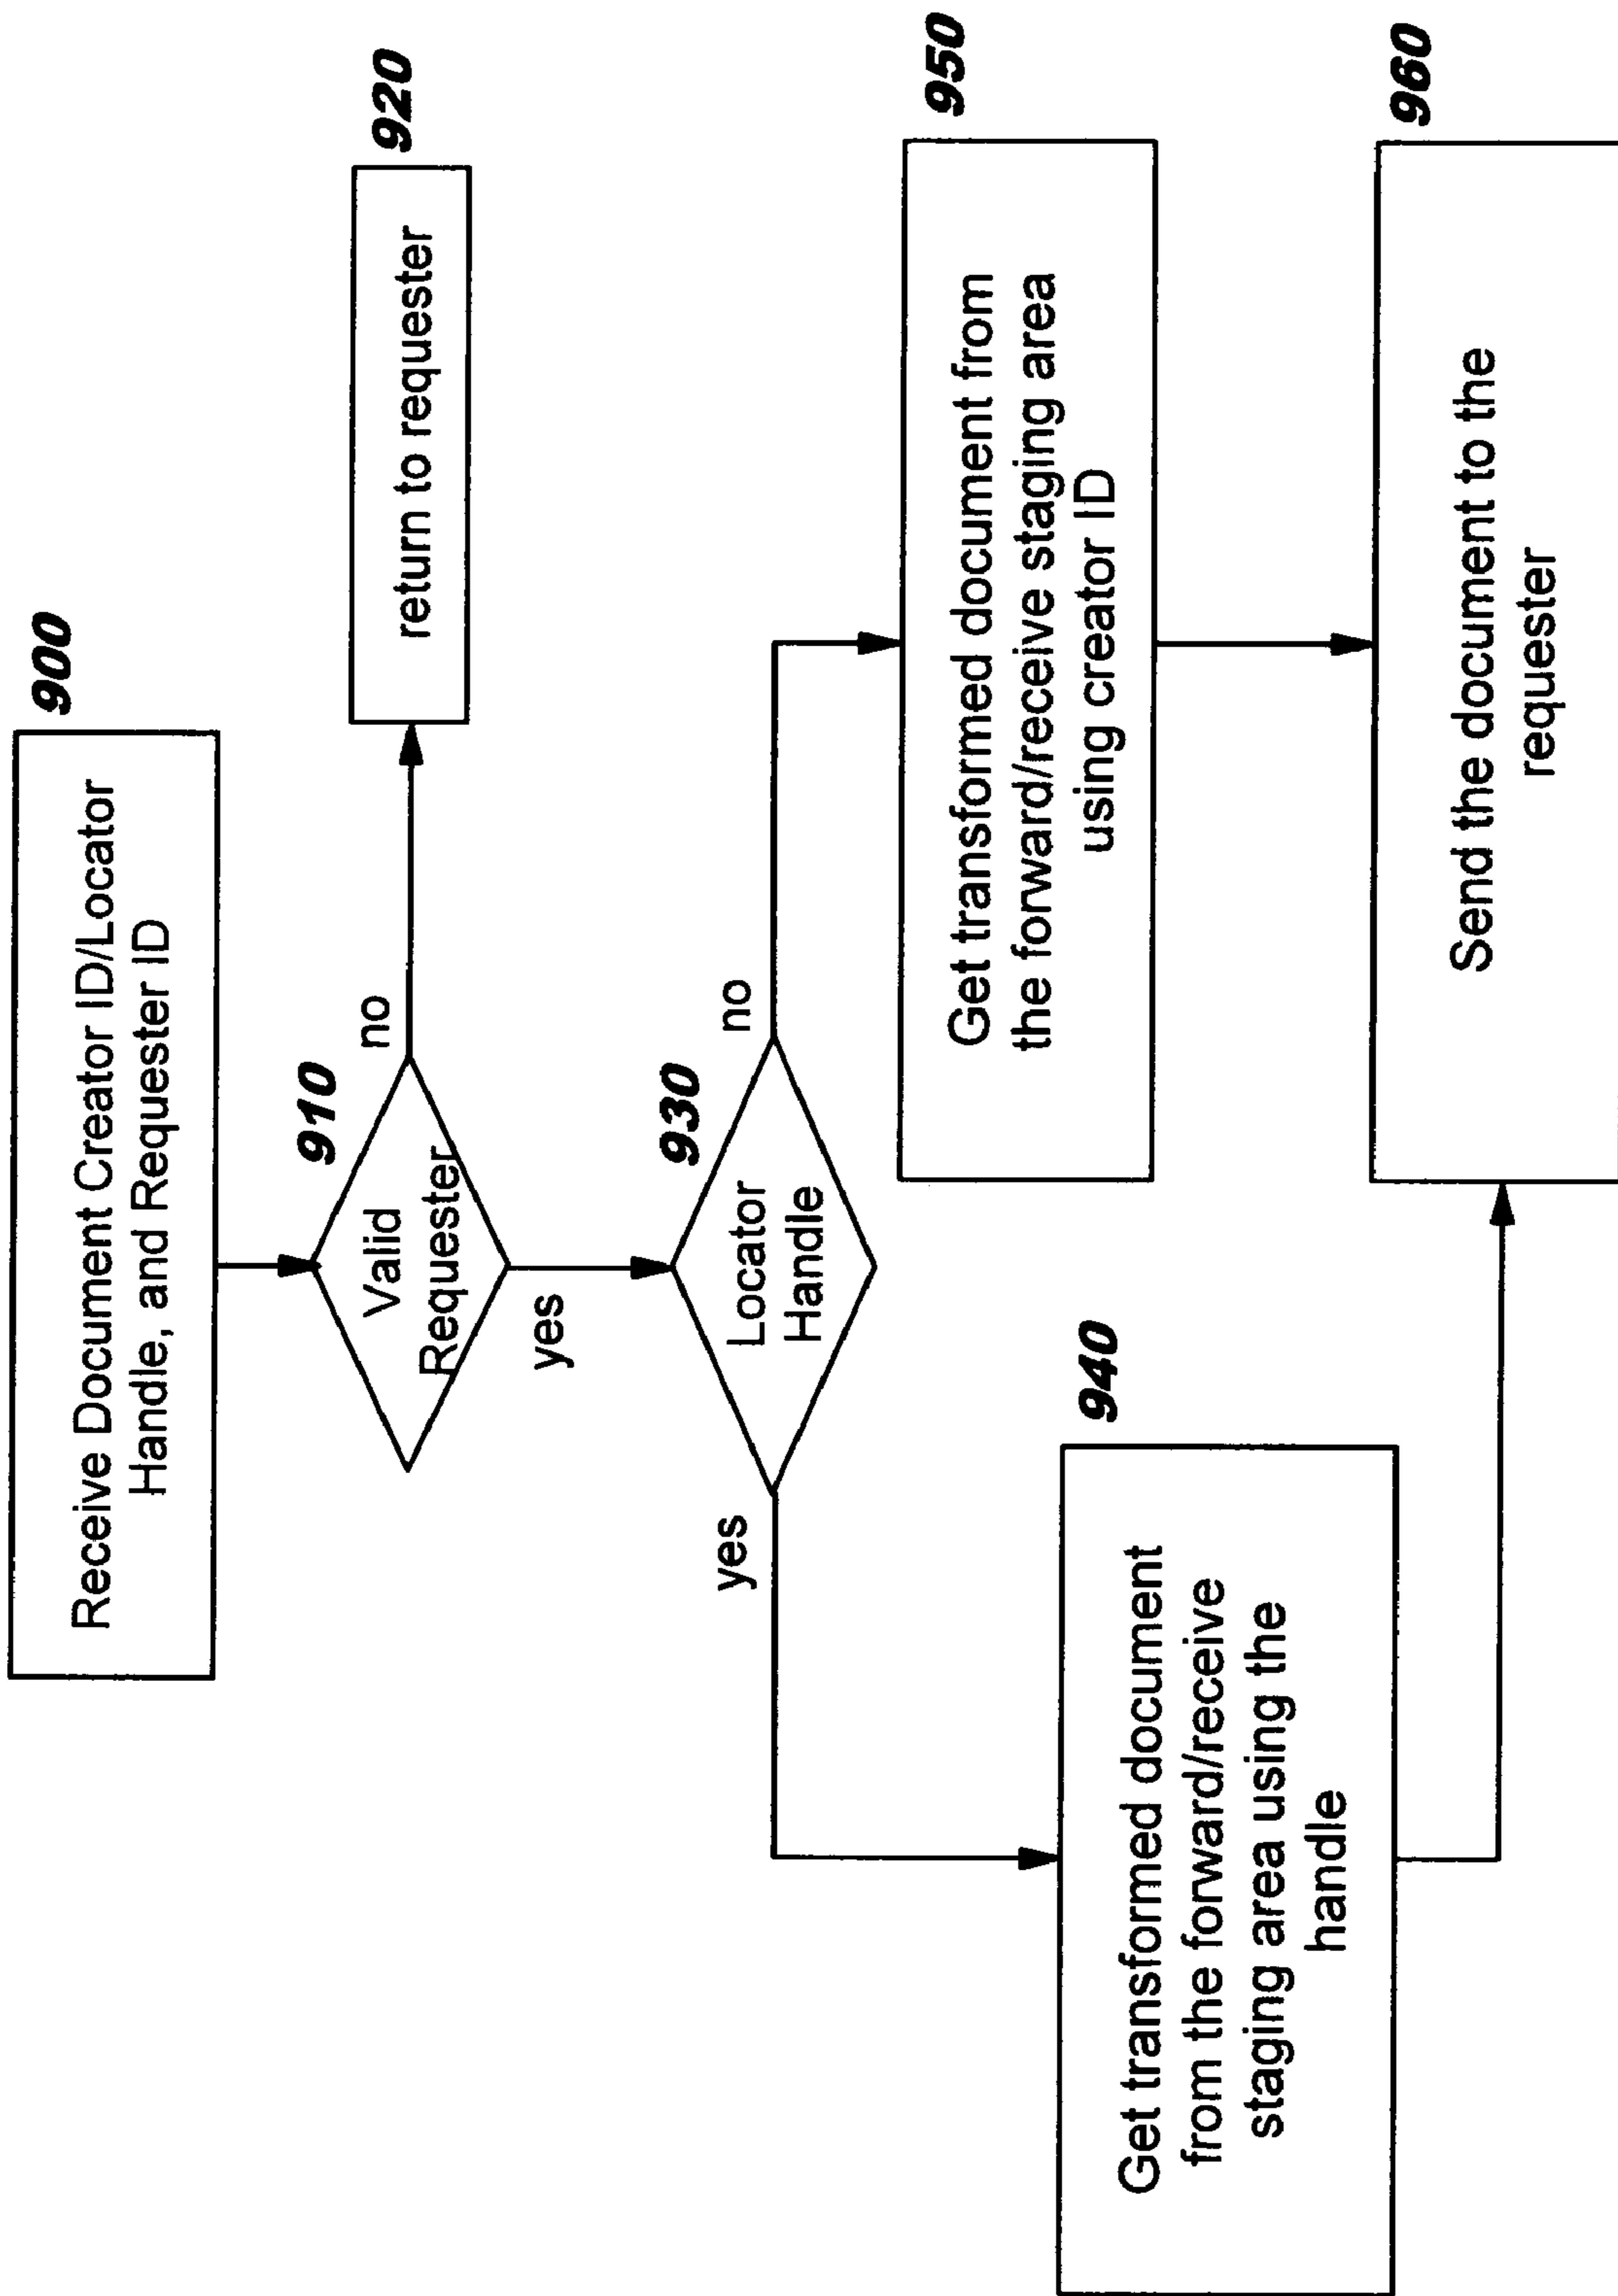 900
Receive Document Creator ID/Locator
Handle, and Requester ID
910
Valid
Requester
no
920
return to requester
yes
930
Locator
Handle
no
yes
950
Get transformed document from
the forward/receive staging area
using creator ID
940
Get transformed document
from the forward/receive
staging area using the
handle
960
Send the document to the
requester